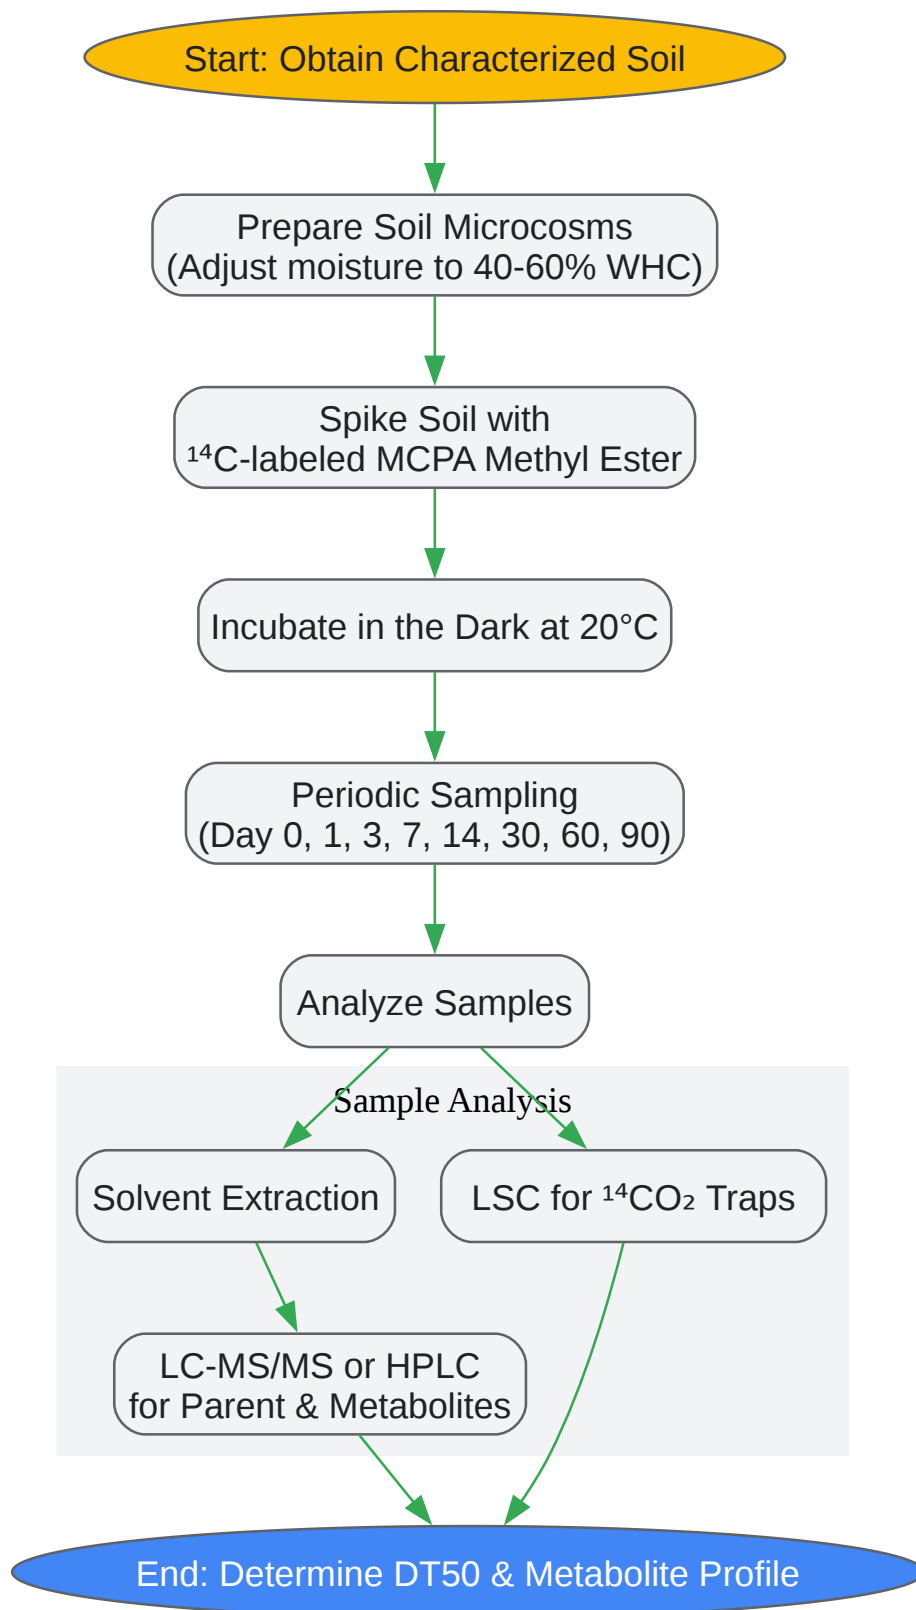 Start: Obtain Characterized Soil
Prepare Soil Microcosms
(Adjust moisture to 40-60% WHC)
Spike Soil with
¹⁴C-labeled MCPA Methyl Ester
Incubate in the Dark at 20°C
Periodic Sampling
(Day 0, 1, 3, 7, 14, 30, 60, 90)
Analyze Samples
Sample Analysis
Solvent Extraction
LSC for ¹⁴CO₂ Traps
LC-MS/MS or HPLC
for Parent & Metabolites
End: Determine DT50 & Metabolite Profile